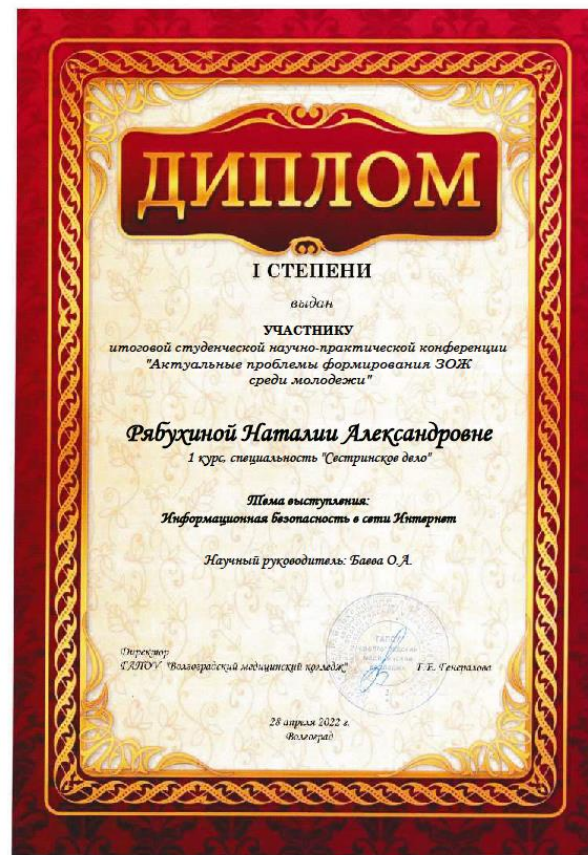 ДИПЛОМ
I СТЕПЕНИ
выдан
УЧАСТНИКУ
итоговой студенческой научно-практической конференции
"Актуальные проблемы формирования ЗОЖ
среди молодежи"
Рябухиной Наталии Александровне
1 курс, специальность "Сестринское дело"
Тема выступления:
Информационная безопасность в сети Интернет
Научный руководитель: Баева О.А.
Директор
ГАПОУ "Волгоградский медицинский колледж"
Г.Е. Генералова
28 апреля 2022 г.
Волгоград